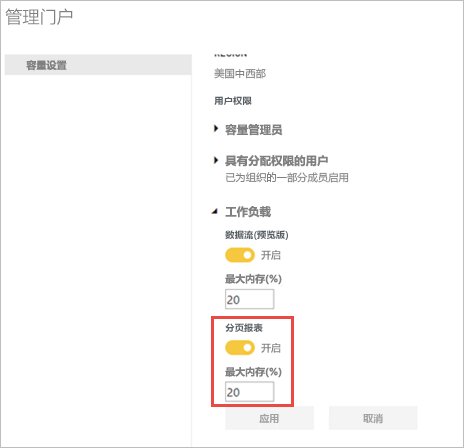 管理门户
容量设置
REGION
美国中西部
用户权限
容量管理员
具有分配权限的用户
已为组织的一部分成员启用
工作负载
数据流(预览版)
开启
最大内存(%)
20
分页报表
开启
最大内存(%)
20
应用
取消